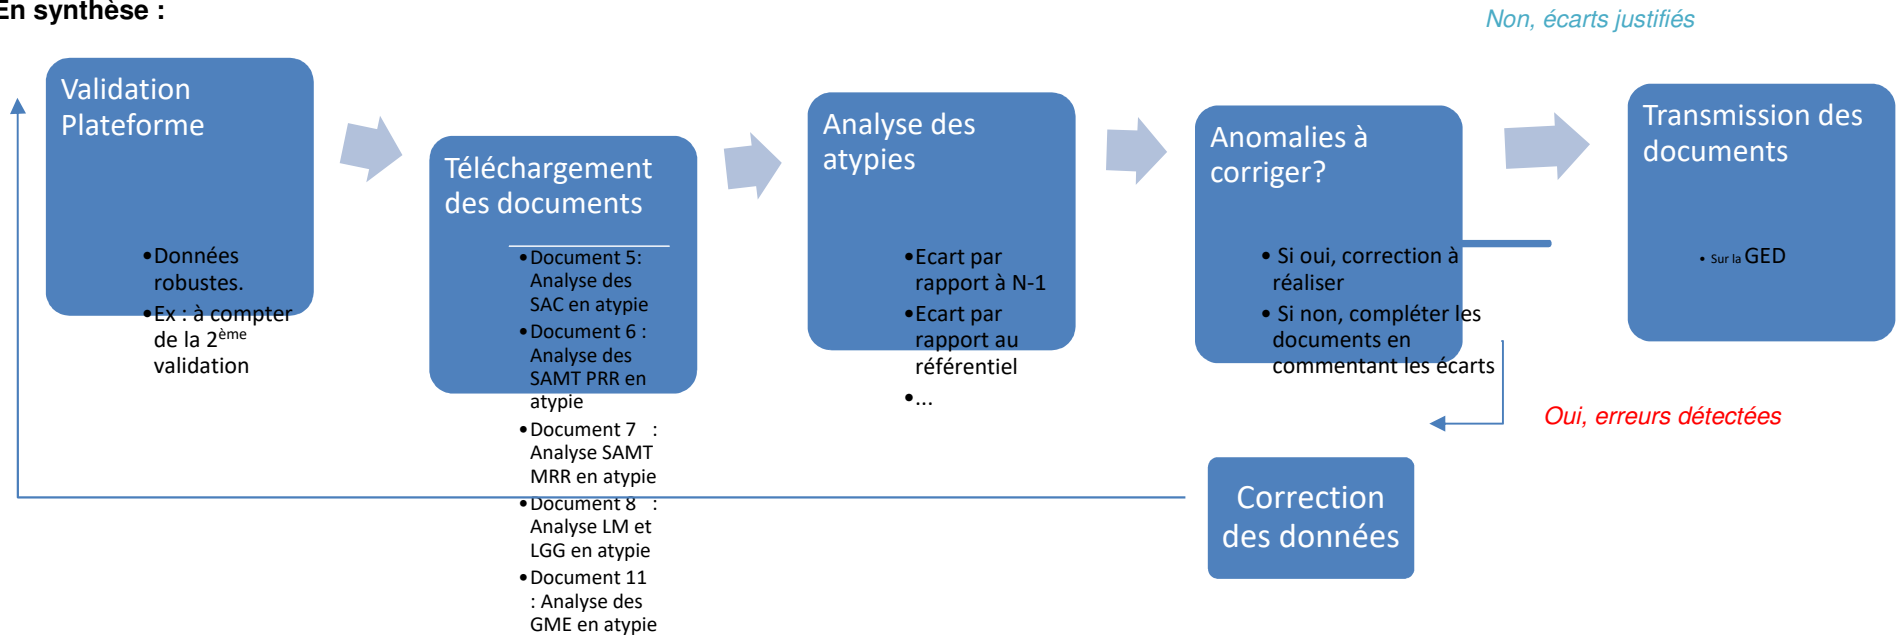 En synthèse :
Non, écarts justifiés
Validation
Plateforme
•Données
robustes.
•Ex : à compter
de la 2ème
validation
Téléchargement
des documents
•Document 5:
Analyse des
SAC en atypie
•Document 6 :
Analyse des
SAMT PRR en
atypie
•Document 7 :
Analyse SAMT
MRR en atypie
•Document 8 :
Analyse LM et
LGG en atypie
•Document 11
: Analyse des
GME en atypie
Analyse des
atypies
•Ecart par
rapport à N-1
•Ecart par
rapport au
référentiel
•...
Anomalies à
corriger?
• Si oui, correction à
réaliser
• Si non, compléter les
documents en
commentant les écarts
Transmission des
documents
• Sur la GED
Oui, erreurs détectées
Correction
des données